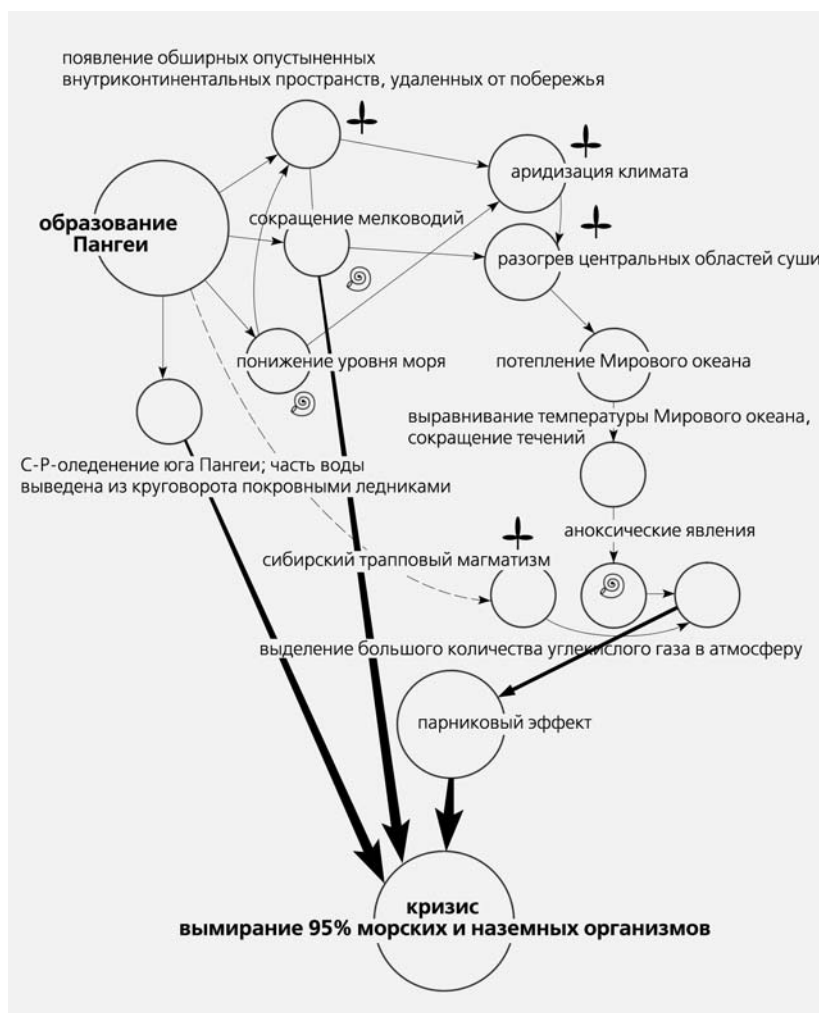 появление обширных опустыненных
внутриконтинентальных пространств, удаленных от побережья
аридизация климата
образование
Пангеи
сокращение мелководий
разогрев центральных областей суши
понижение уровня моря
потепление Мирового океана
выравнивание температуры Мирового океана,
сокращение течений
C-P-оледенение юга Пангеи; часть воды
выведена из круговорота покровными ледниками
аноксические явления
сибирский трапповый магматизм
выделение большого количества углекислого газа в атмосферу
парниковый эффект
кризис
вымирание 95% морских и наземных организмов